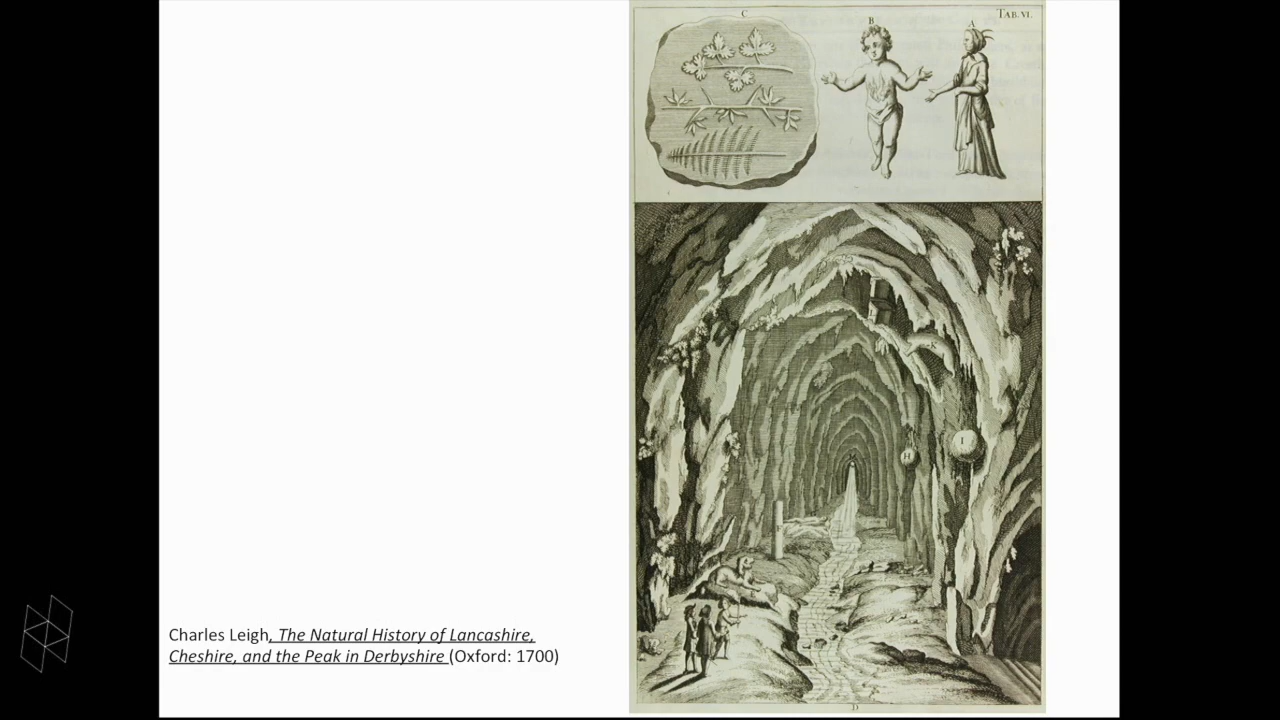 C
B
A
TAB. VI.
K
I
H
D
Charles Leigh, The Natural History of Lancashire,
Cheshire, and the Peak in Derbyshire (Oxford: 1700)